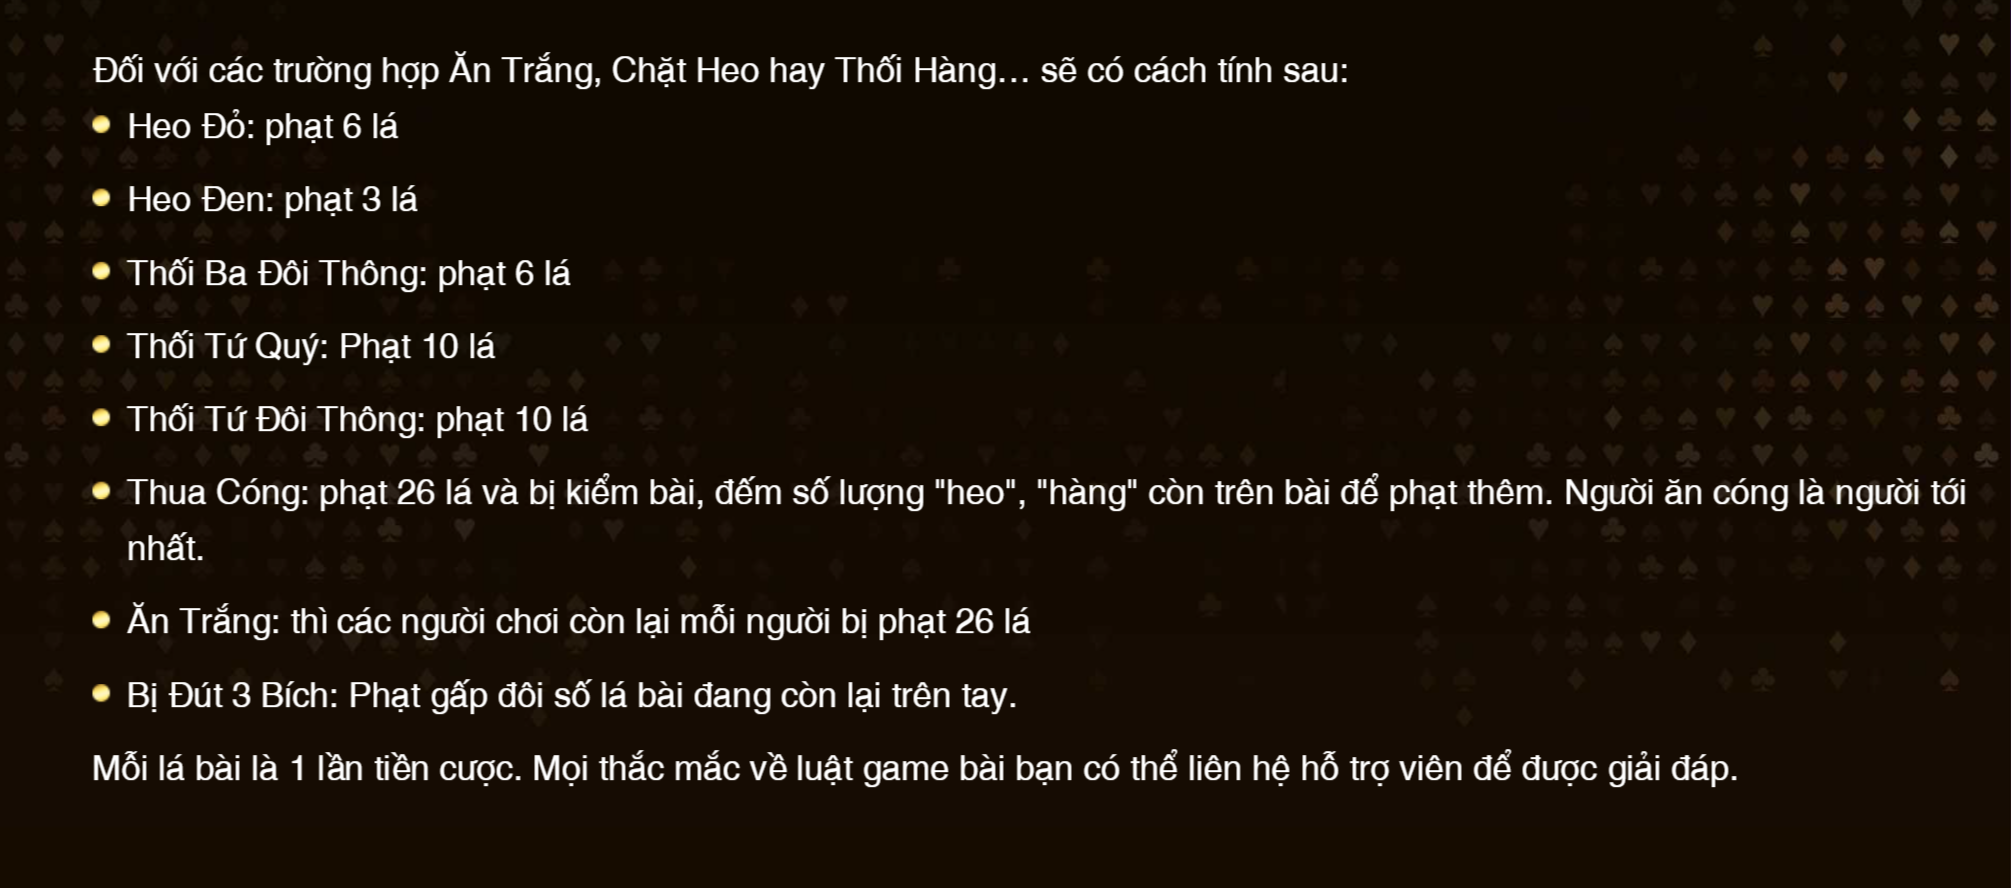 Đối với các trường hợp Ăn Trắng, Chặt Heo hay Thối Hàng... sẽ có cách tính sau:
Heo Đỏ: phạt 6 lá
Heo Đen: phạt 3 lá
Thối Ba Đôi Thông: phạt 6 lá
Thối Tứ Quý: Phạt 10 lá
Thối Tứ Đôi Thông: phạt 10 lá
Thua Cóng: phạt 26 lá và bị kiểm bài, đếm số lượng "heo", "hàng" còn trên bài để phạt thêm. Người ăn cóng là người tới
nhất.
Ăn Trắng: thì các người chơi còn lại mỗi người bị phạt 26 lá
Bị Đút 3 Bích: Phạt gấp đôi số lá bài đang còn lại trên tay.
Mỗi lá bài là 1 lần tiền cược. Mọi thắc mắc về luật game bài bạn có thể liên hệ hỗ trợ viên để được giải đáp.